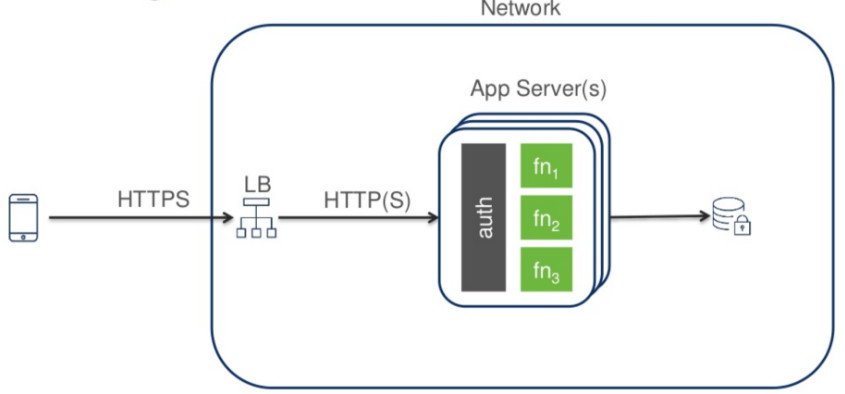 Network
App Server(s)
LB
HTTPS
HTTP(S)
auth
fn₁
fn₂
fn₃